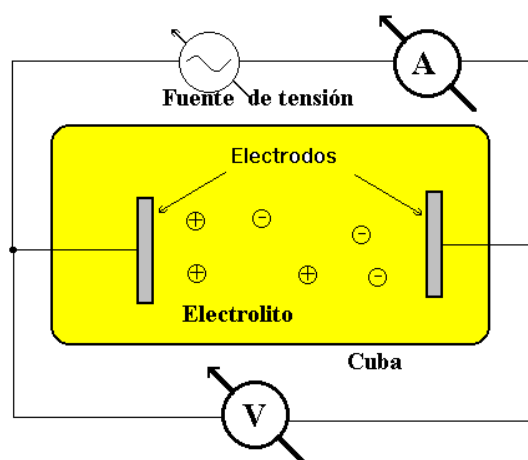 A
Fuente de tensión
Electrodos
+
-
-
+
+
-
Electrolito
Cuba
V